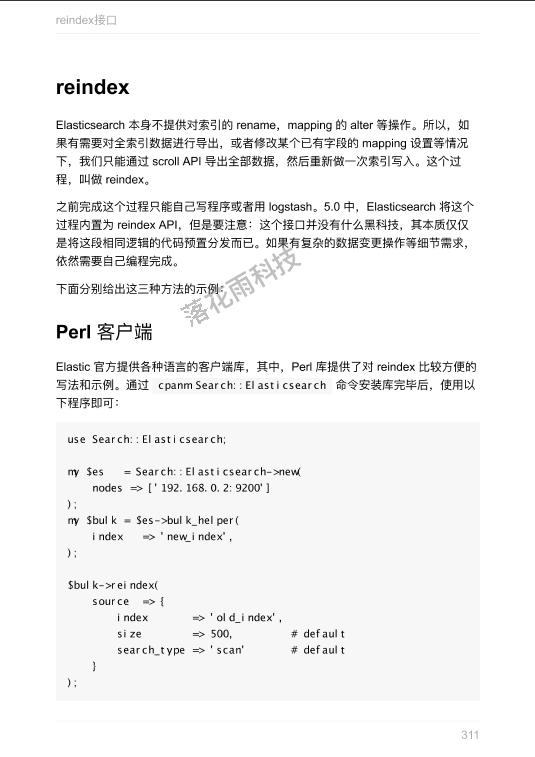 reindex接口
reindex
Elasticsearch 本身不提供对索引的 rename，mapping 的 alter 等操作。所以，如
果有需要对全索引数据进行导出，或者修改某个已有字段的 mapping 设置等情况
下，我们只能通过 scroll API 导出全部数据，然后重新做一次索引写入。这个过
程，叫做 reindex。
之前完成这个过程只能自己写程序或者用 logstash。5.0 中，Elasticsearch 将这个
过程内置为 reindex API，但是要注意：这个接口并没有什么黑科技，其本质仅仅
是将这段相同逻辑的代码预置分发而已。如果有复杂的数据变更操作等细节需求，
依然需要自己编程完成。
下面分别给出这三种方法的示例：
落花雨科技
Perl 客户端
Elastic 官方提供各种语言的客户端库，其中，Perl 库提供了对 reindex 比较方便的
写法和示例。通过 cpanm Search::Elasticsearch 命令安装库完毕后，使用以
下程序即可：
use Search::Elasticsearch;
my $es   = Search::Elasticsearch->new(
    nodes => ['192.168.0.2:9200']
);
my $bulk = $es->bulk_helper(
    index   => 'new_index',
);
$bulk->reindex(
    source  => {
        index       => 'old_index',
        size        => 500,         # default
        search_type => 'scan'       # default
    }
);
311